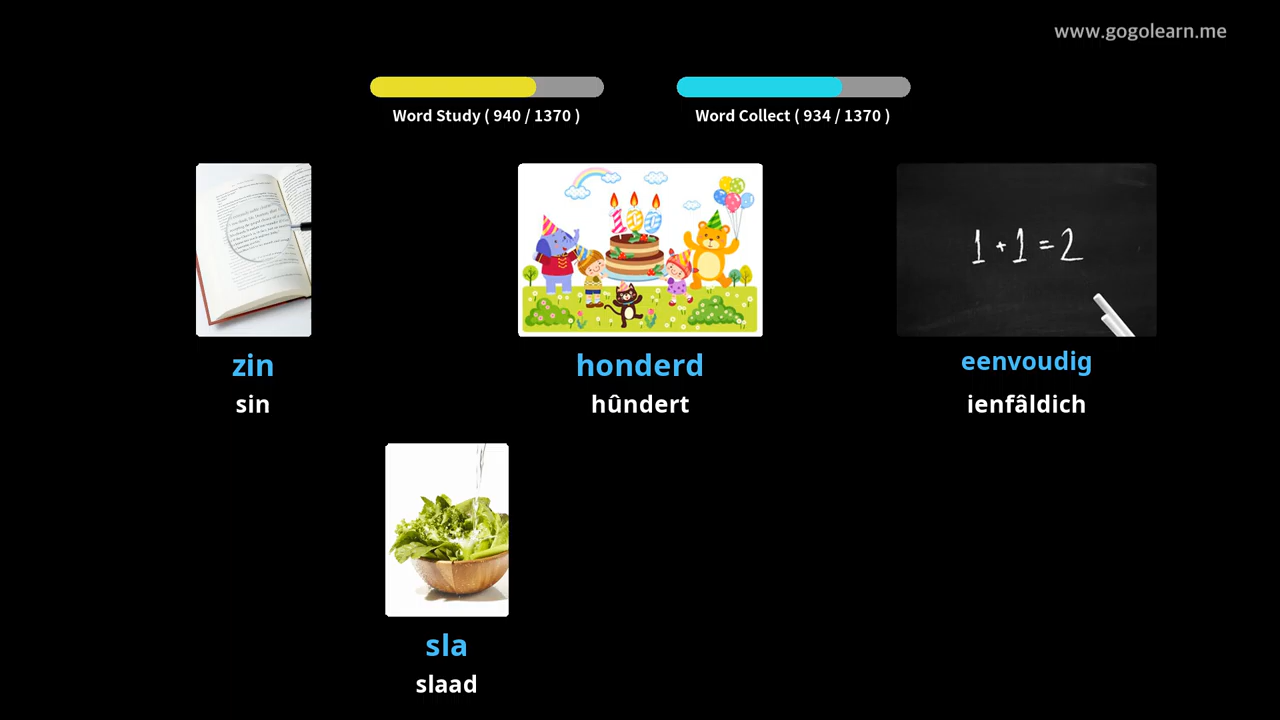 www.gogolearn.me
Word Study ( 940 / 1370 )
Word Collect ( 934 / 1370 )
100
1 + 1 = 2
zin
honderd
eenvoudig
sin
hûndert
ienfâldich
sla
slaad